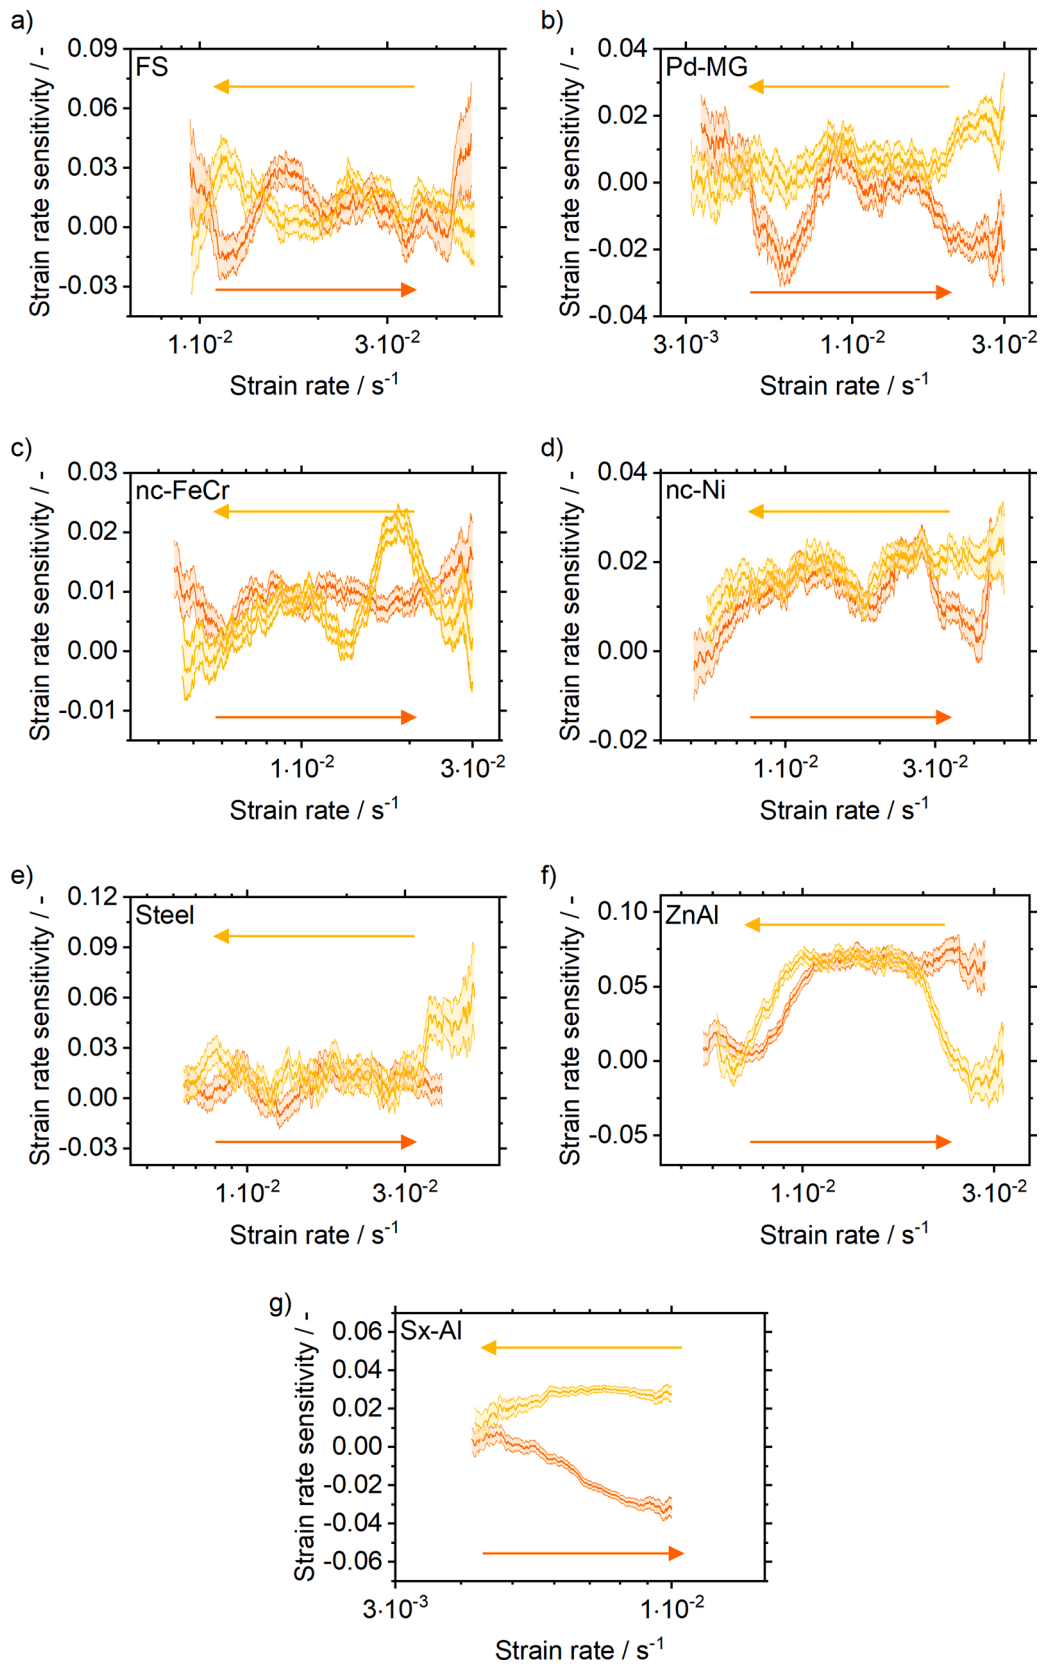 a)
FS
0.09
0.06
0.03
0.00
-0.03
Strain rate sensitivity / -
1·10⁻²
3·10⁻²
Strain rate / s⁻¹
b)
Pd-MG
0.04
0.02
0.00
-0.02
-0.04
Strain rate sensitivity / -
3·10⁻³
1·10⁻²
3·10⁻²
Strain rate / s⁻¹
c)
nc-FeCr
0.03
0.02
0.01
0.00
-0.01
Strain rate sensitivity / -
1·10⁻²
3·10⁻²
Strain rate / s⁻¹
d)
nc-Ni
0.04
0.02
0.00
-0.02
Strain rate sensitivity / -
1·10⁻²
3·10⁻²
Strain rate / s⁻¹
e)
Steel
0.12
0.09
0.06
0.03
0.00
-0.03
Strain rate sensitivity / -
1·10⁻²
3·10⁻²
Strain rate / s⁻¹
f)
ZnAl
0.10
0.05
0.00
-0.05
Strain rate sensitivity / -
1·10⁻²
3·10⁻²
Strain rate / s⁻¹
g)
Sx-Al
0.06
0.04
0.02
0.00
-0.02
-0.04
-0.06
Strain rate sensitivity / -
3·10⁻³
1·10⁻²
Strain rate / s⁻¹